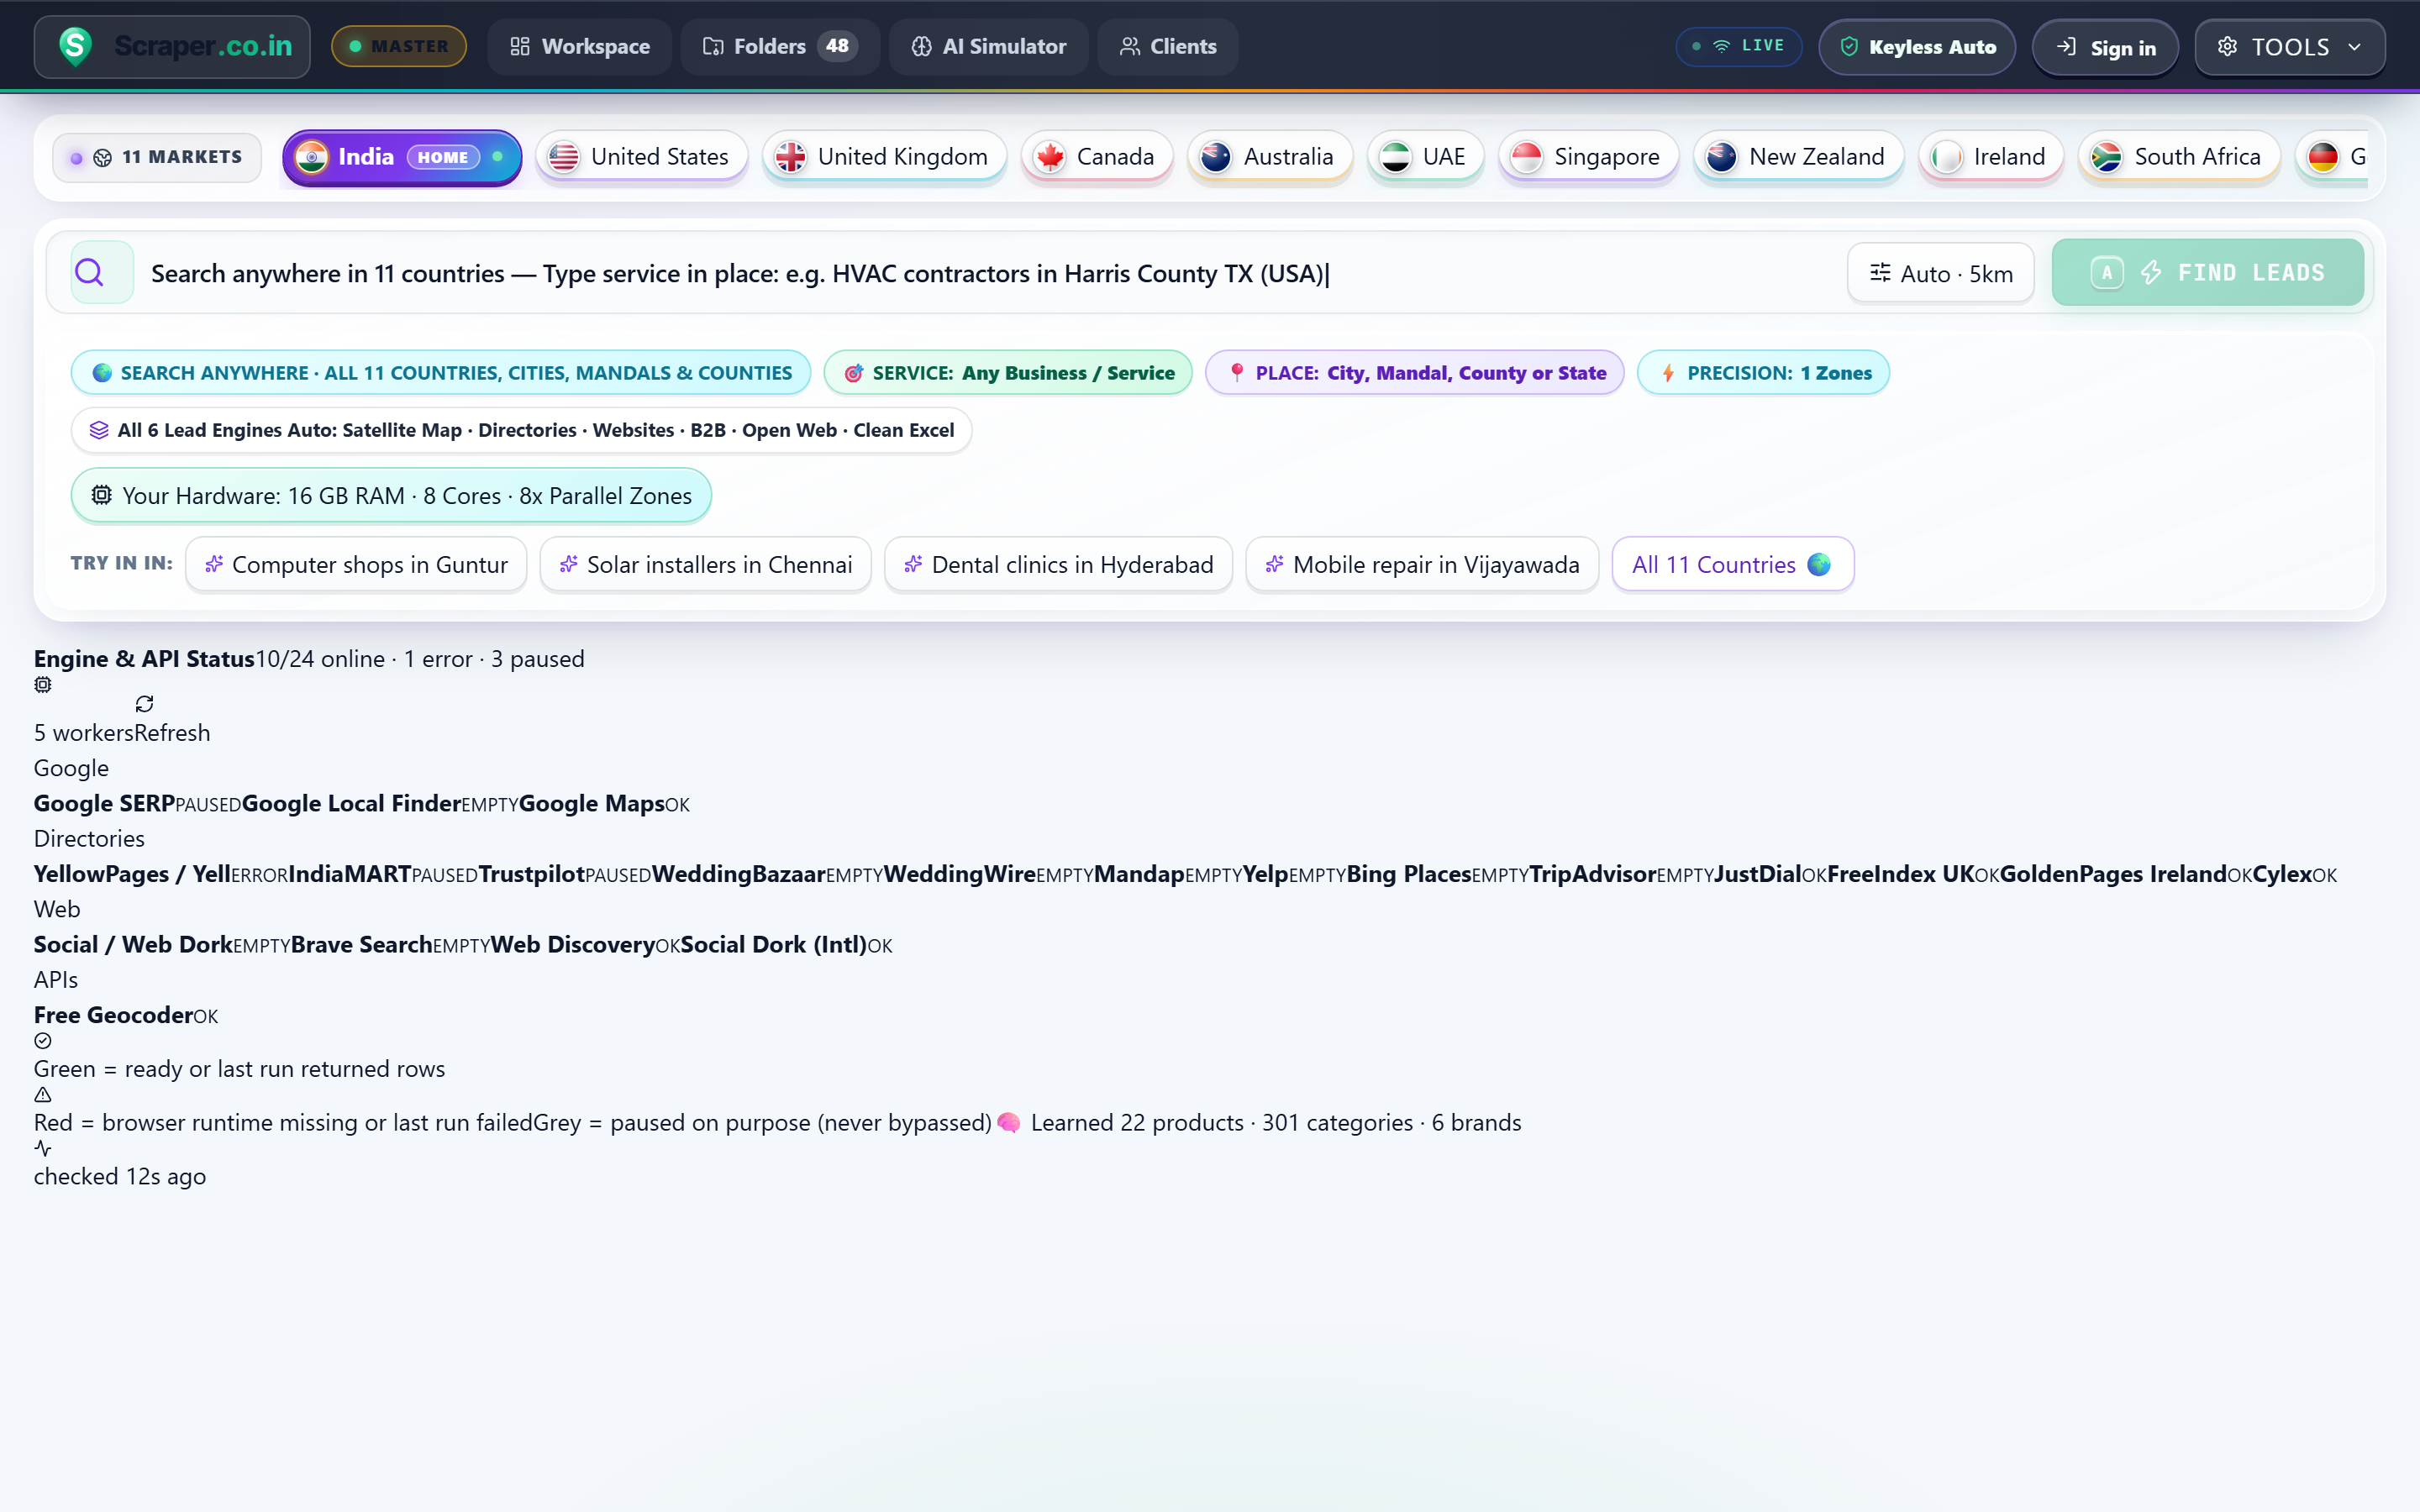 S Scraper.co.in MASTER Workspace Folders 48 AI Simulator Clients LIVE Keyless Auto Sign in TOOLS
11 MARKETS India HOME United States United Kingdom Canada Australia UAE Singapore New Zealand Ireland South Africa G
Search anywhere in 11 countries — Type service in place: e.g. HVAC contractors in Harris County TX (USA)| Auto · 5km A FIND LEADS
SEARCH ANYWHERE · ALL 11 COUNTRIES, CITIES, MANDALS & COUNTIES SERVICE: Any Business / Service PLACE: City, Mandal, County or State PRECISION: 1 Zones
All 6 Lead Engines Auto: Satellite Map · Directories · Websites · B2B · Open Web · Clean Excel
Your Hardware: 16 GB RAM · 8 Cores · 8x Parallel Zones
TRY IN IN: Computer shops in Guntur Solar installers in Chennai Dental clinics in Hyderabad Mobile repair in Vijayawada All 11 Countries
Engine & API Status10/24 online · 1 error · 3 paused
5 workersRefresh
Google
Google SERPPAUSEDGoogle Local FinderEMPTYGoogle MapsOK
Directories
YellowPages / YellERRORIndiaMARTPAUSEDTrustpilotPAUSEDWeddingBazaarEMPTYWeddingWireEMPTYMandapEMPTYYelpEMPTYBing PlacesEMPTYTripAdvisorEMPTYJustDialOKFreeIndex UKOKGoldenPages IrelandOKCylexOK
Web
Social / Web DorkEMPTYBrave SearchEMPTYWeb DiscoveryOKSocial Dork (Intl)OK
APIs
Free GeocoderOK
Green = ready or last run returned rows
Red = browser runtime missing or last run failedGrey = paused on purpose (never bypassed) Learned 22 products · 301 categories · 6 brands
checked 12s ago